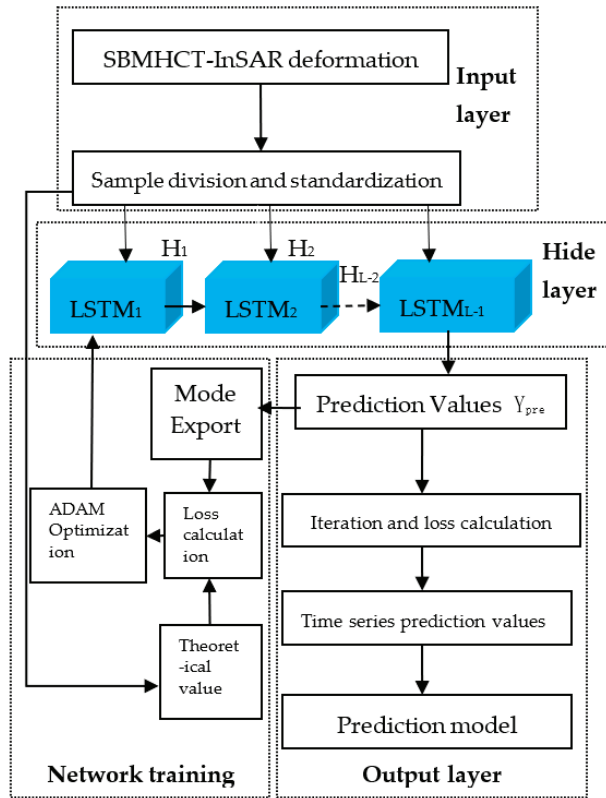 SBMHCT-InSAR deformation
Input
layer
Sample division and standardization
H1
H2
HL-2
Hide
layer
LSTM1
LSTM2
LSTML-1
Mode
Export
Prediction Values Ypre
ADAM
Optimizat
ion
Loss
calculat
ion
Iteration and loss calculation
Theoret
-ical
value
Time series prediction values
Prediction model
Network training
Output layer